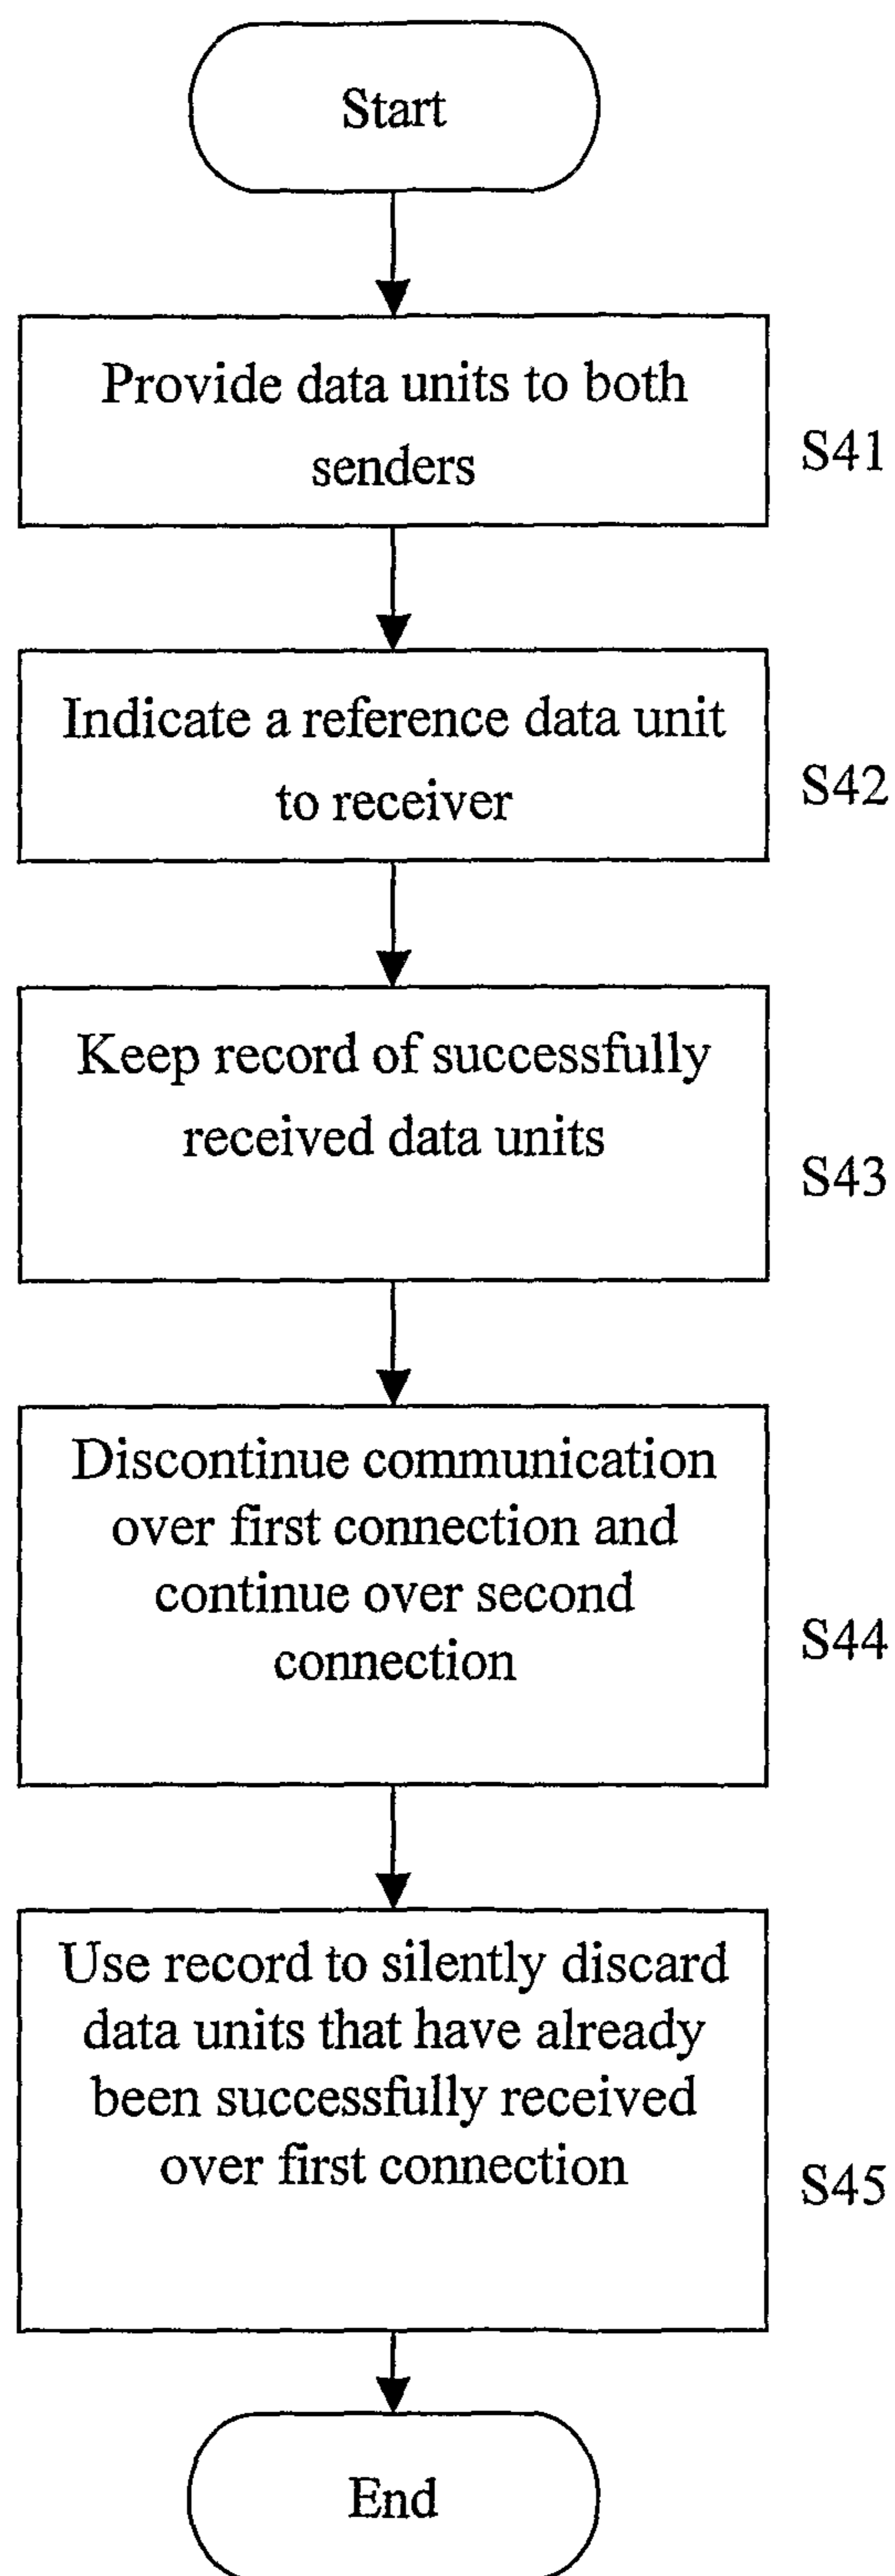 Start
Provide data units to both
senders
S41
Indicate a reference data unit
to receiver
S42
Keep record of successfully
received data units
S43
Discontinue communication
over first connection and
continue over second
connection
S44
Use record to silently discard
data units that have already
been successfully received
over first connection
S45
End